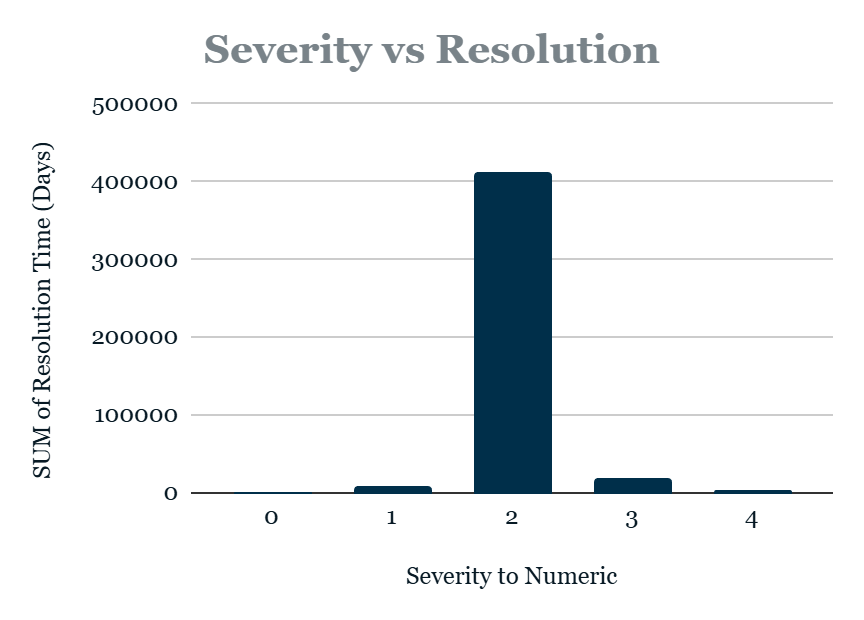 Severity vs Resolution
SUM of Resolution Time (Days)
500000
400000
300000
200000
100000
0
0 1 2 3 4
Severity to Numeric